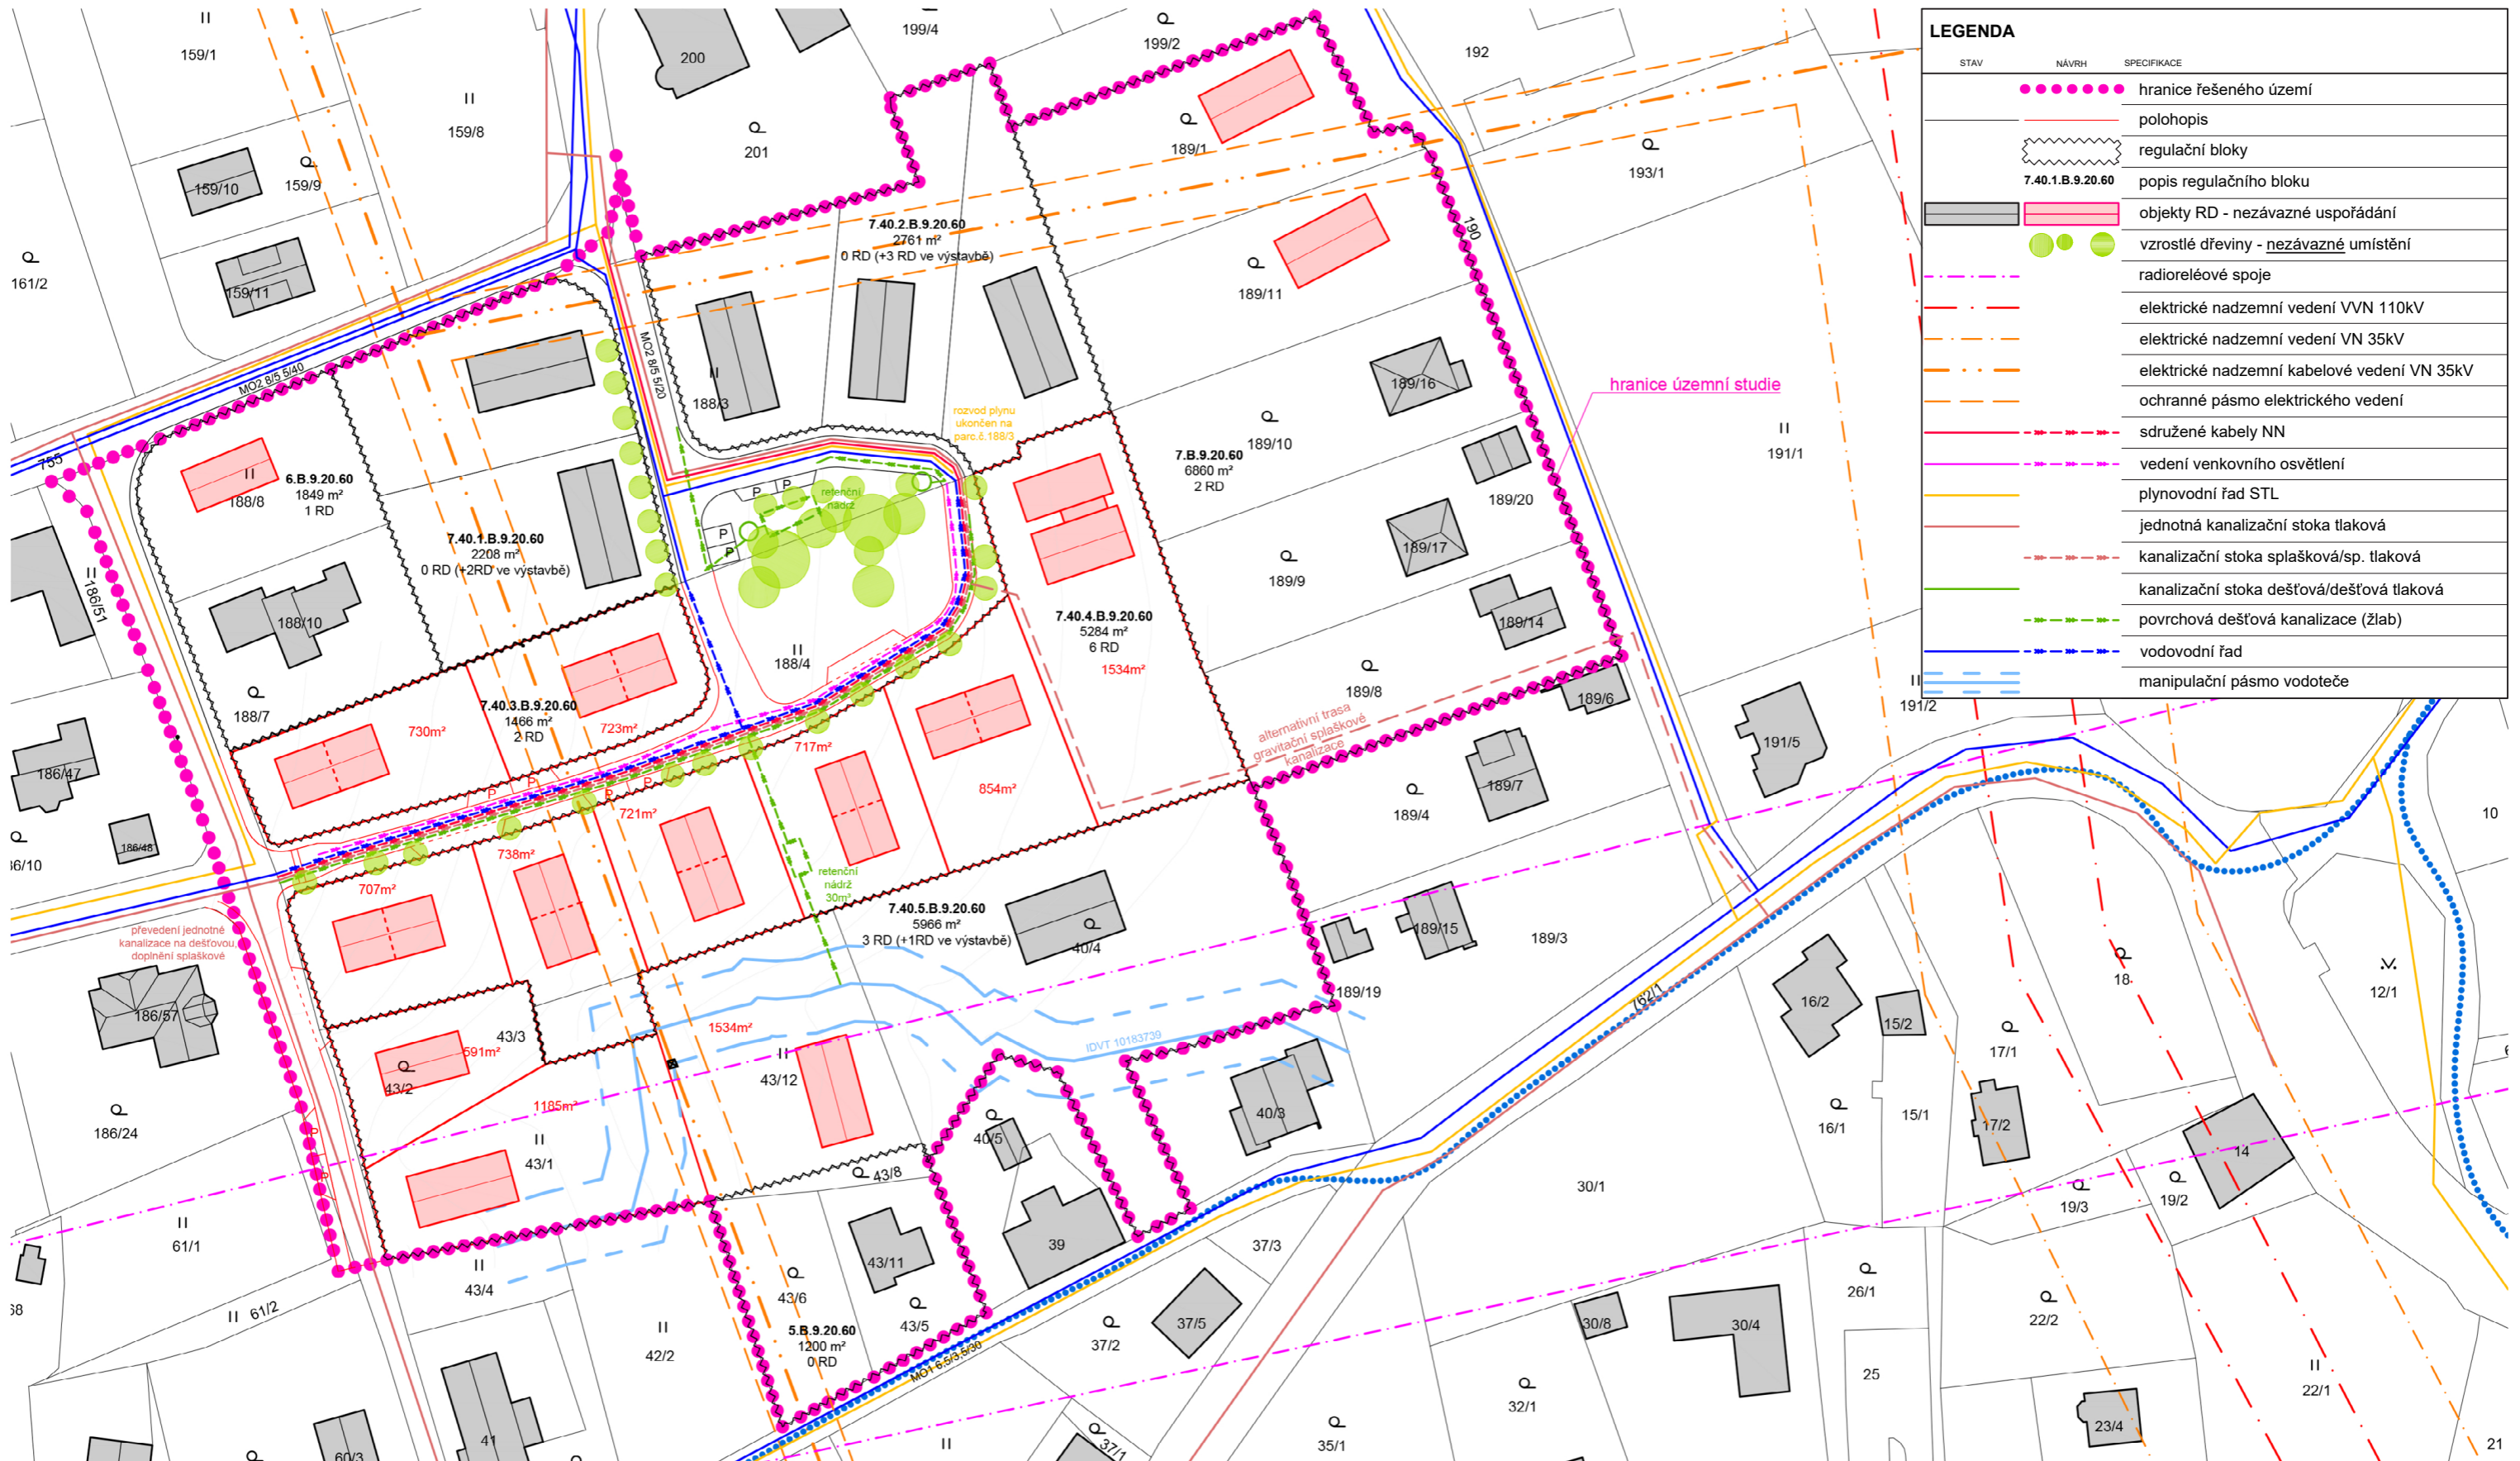 LEGENDA
STAV NÁVRH SPECIFIKACE
hranice řešeného území
polohopis
regulační bloky
7.40.1.B.9.20.60 popis regulačního bloku
objekty RD - nezávazné uspořádání
vzrostlé dřeviny - nezávazné umístění
radioreléové spoje
elektrické nadzemní vedení VVN 110kV
elektrické nadzemní vedení VN 35kV
elektrické nadzemní kabelové vedení VN 35kV
ochranné pásmo elektrického vedení
sdružené kabely NN
vedení venkovního osvětlení
plynovodní řad STL
jednotná kanalizační stoka tlaková
kanalizační stoka splašková/sp. tlaková
kanalizační stoka dešťová/dešťová tlaková
povrchová dešťová kanalizace (žlab)
vodovodní řad
manipulační pásmo vodoteče
159/1
159/8
159/10
159/9
159/11
161/2
200
199/4
199/2
201
192
193/1
190
189/1
189/11
7.40.2.B.9.20.60
2761 m²
0 RD (+3 RD ve výstavbě)
MO2 8/5 5/40
MO2 8/5 5/20
188/3
rozvod plynu
ukončen na
parc.č.188/3
hranice územní studie
189/16
189/10
189/20
191/1
7.B.9.20.60
6860 m²
2 RD
755
188/8
6.B.9.20.60
1849 m²
1 RD
7.40.1.B.9.20.60
2208 m²
0 RD (+2RD ve výstavbě)
P
P
P
P
retenční
nádrž
189/17
189/9
189/14
186/51
188/10
188/7
188/4
7.40.4.B.9.20.60
5284 m²
6 RD
1534m²
189/8
189/6
191/2
191/5
7.40.3.B.9.20.60
1466 m²
2 RD
730m²
723m²
717m²
854m²
721m²
738m²
707m²
P
P
P
P
alternativní trasa
gravitační splaškové
kanalizace
186/47
186/48
189/7
189/4
10
retenční
nádrž
30m³
převedení jednotné
kanalizace na dešťovou,
doplnění splaškové
186/57
7.40.5.B.9.20.60
5966 m²
3 RD (+1RD ve výstavbě)
40/4
189/15
189/3
189/19
762/1
16/2
15/2
18
12/1
17/1
43/3
591m²
43/2
1534m²
43/12
IDVT 10183739
1185m²
43/1
186/24
40/5
40/3
16/1
15/1
17/2
14
19/3
19/2
30/1
P
P
61/1
43/8
43/11
39
37/3
43/4
61/2
43/6
43/5
5.B.9.20.60
1200 m²
0 RD
42/2
MO1 6,5/3,5/30
37/2
37/5
30/8
30/4
26/1
25
22/2
22/1
23/4
21
32/1
35/1
37/1
41
60/3